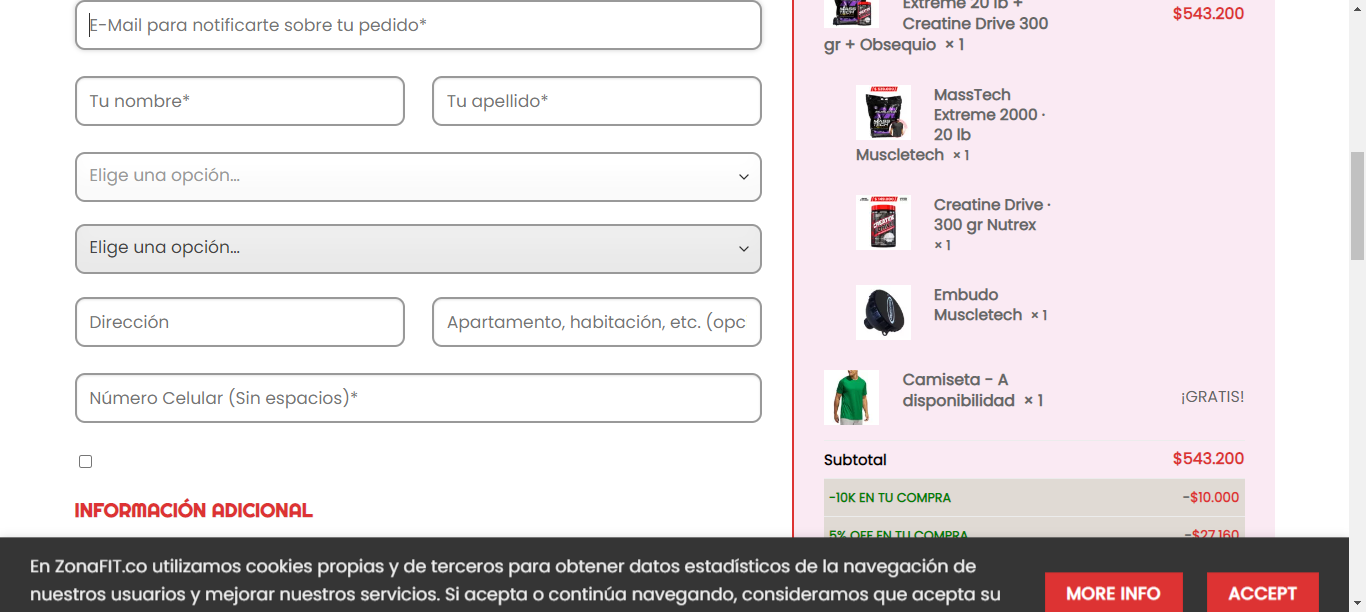 E-Mail para notificarte sobre tu pedido*
Tu nombre*
Tu apellido*
Elige una opción...
Elige una opción...
Dirección
Apartamento, habitación, etc. (opc
Número Celular (Sin espacios)*
INFORMACIÓN ADICIONAL
Extreme 20 lb +
Creatine Drive 300
gr + Obsequio × 1
$543.200
MassTech
Extreme 2000 ·
20 lb
Muscletech × 1
Creatine Drive ·
300 gr Nutrex
× 1
Embudo
Muscletech × 1
Camiseta - A
disponibilidad × 1
¡GRATIS!
Subtotal
$543.200
-10K EN TU COMPRA
-$10.000
5% OFF EN TU COMPRA
-$27.160
En ZonaFIT.co utilizamos cookies propias y de terceros para obtener datos estadísticos de la navegación de
nuestros usuarios y mejorar nuestros servicios. Si acepta o continúa navegando, consideramos que acepta su
MORE INFO
ACCEPT